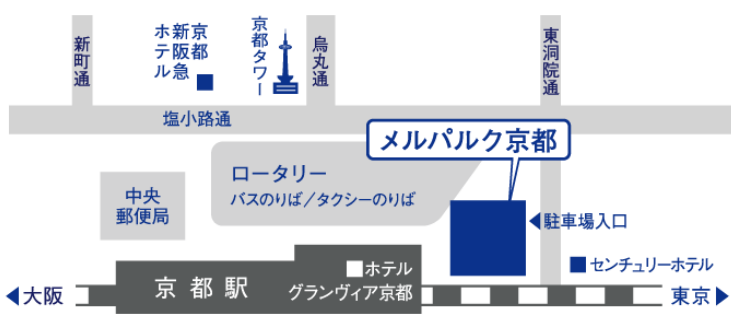 新町通
京都
新阪急
ホテル
京都タワー
烏丸通
東洞院通
塩小路通
メルパルク京都
ロータリー
バスのりば／タクシーのりば
中央
郵便局
駐車場入口
センチュリーホテル
ホテル
グランヴィア京都
京都駅
大阪
東京